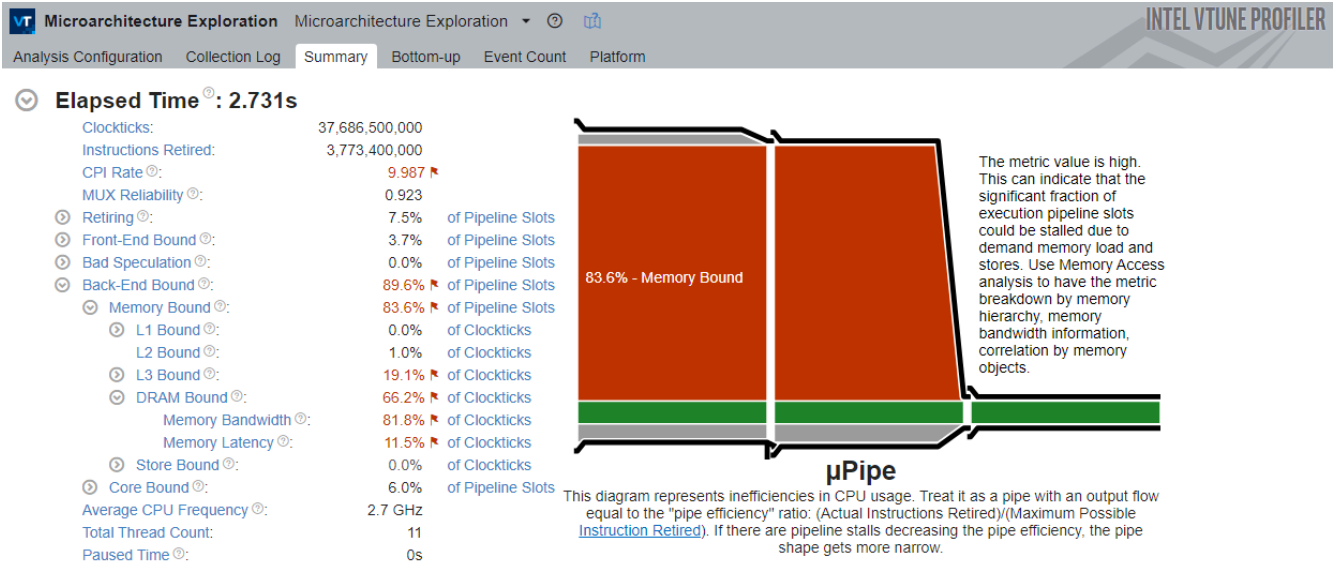 VT Microarchitecture Exploration Microarchitecture Exploration
INTEL VTUNE PROFILER
Analysis Configuration Collection Log Summary Bottom-up Event Count Platform
Elapsed Time ?: 2.731s
Clockticks: 37,686,500,000
Instructions Retired: 3,773,400,000
CPI Rate ?: 9.987
MUX Reliability ?: 0.923
Retiring ?: 7.5% of Pipeline Slots
Front-End Bound ?: 3.7% of Pipeline Slots
Bad Speculation ?: 0.0% of Pipeline Slots
Back-End Bound ?: 89.6% of Pipeline Slots
Memory Bound ?: 83.6% of Pipeline Slots
L1 Bound ?: 0.0% of Clockticks
L2 Bound ?: 1.0% of Clockticks
L3 Bound ?: 19.1% of Clockticks
DRAM Bound ?: 66.2% of Clockticks
Memory Bandwidth ?: 81.8% of Clockticks
Memory Latency ?: 11.5% of Clockticks
Store Bound ?: 0.0% of Clockticks
Core Bound ?: 6.0% of Pipeline Slots
Average CPU Frequency ?: 2.7 GHz
Total Thread Count: 11
Paused Time ?: 0s
83.6% - Memory Bound
The metric value is high.
This can indicate that the
significant fraction of
execution pipeline slots
could be stalled due to
demand memory load and
stores. Use Memory Access
analysis to have the metric
breakdown by memory
hierarchy, memory
bandwidth information,
correlation by memory
objects.
µPipe
This diagram represents inefficiencies in CPU usage. Treat it as a pipe with an output flow
equal to the "pipe efficiency" ratio: (Actual Instructions Retired)/(Maximum Possible
Instruction Retired). If there are pipeline stalls decreasing the pipe efficiency, the pipe
shape gets more narrow.